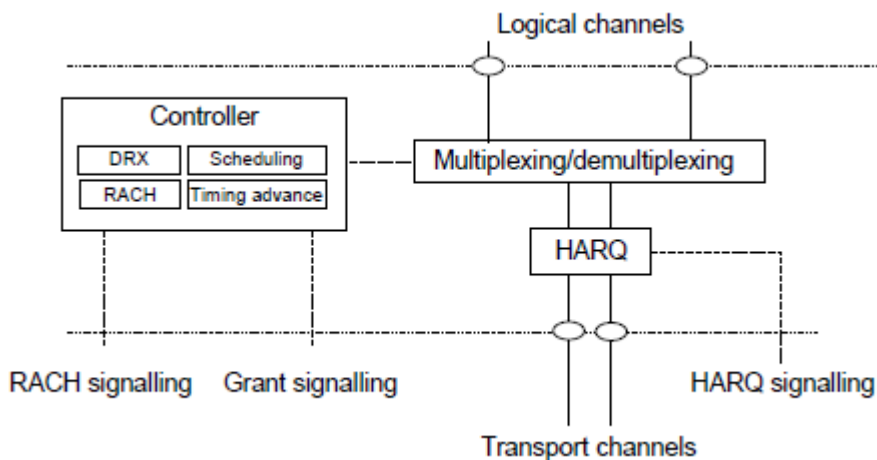 Logical channels
Controller
DRX
Scheduling
RACH
Timing advance
Multiplexing/demultiplexing
HARQ
RACH signalling
Grant signalling
HARQ signalling
Transport channels